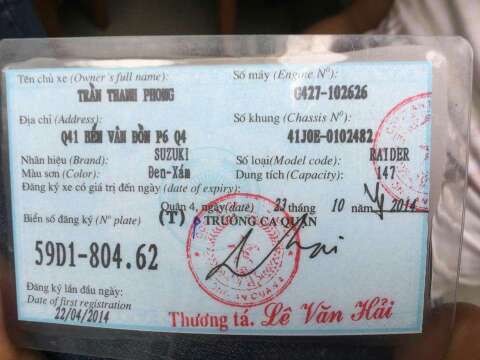 Tên chủ xe (Owner's full name): Số máy (Engine Nº):
TRẦN THANH PHONG G427-102626
Địa chỉ (Address): Số khung (Chassis Nº):
Q41 BẾN VÂN ĐỒN P6 Q4 41J0E-0102482
Nhãn hiệu (Brand): SUZUKI Số loại(Model code): RAIDER
Màu sơn (Color): Đen-Xám Dung tích (Capacity): 147
Đăng ký xe có giá trị đến ngày (date of expiry):
Quận 4, ngày(date) 23 tháng 10 năm 2014
Biển số đăng ký (Nº plate) (T) TRƯỞNG CA QUẬN
59D1-804.62
Đăng ký lần đầu ngày:
Date of first registration
22/04/2014 Thượng tá. Lê Văn Hải